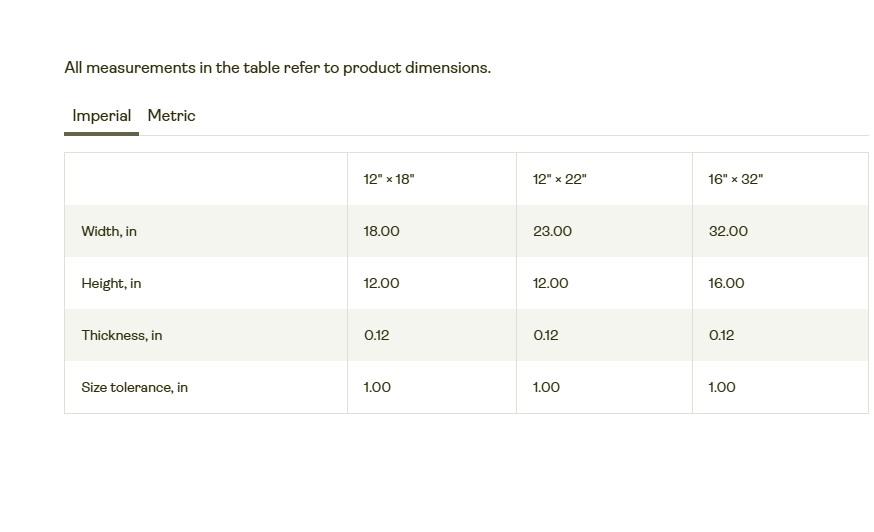 All measurements in the table refer to product dimensions.
Imperial Metric
12" × 18" 12" × 22" 16" × 32"
Width, in 18.00 23.00 32.00
Height, in 12.00 12.00 16.00
Thickness, in 0.12 0.12 0.12
Size tolerance, in 1.00 1.00 1.00